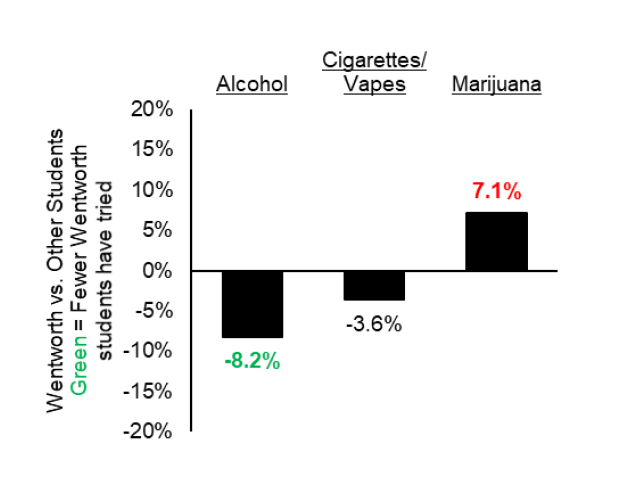 Alcohol
Cigarettes/
Vapes
Marijuana
20%
15%
10%
5%
0%
-5%
-10%
-15%
-20%
Wentworth vs. Other Students
Green = Fewer Wentworth
students have tried
-8.2%
-3.6%
7.1%